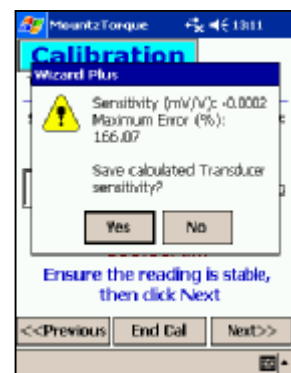 MountzTorque 13:11
Calibration
Wizard Plus
Sensitivity (mV/V): -0.0002
Maximum Error (%):
166.07
Save calculated Transducer
sensitivity?
Yes No
Ensure the reading is stable,
then click Next
<<Previous End Cal Next>>